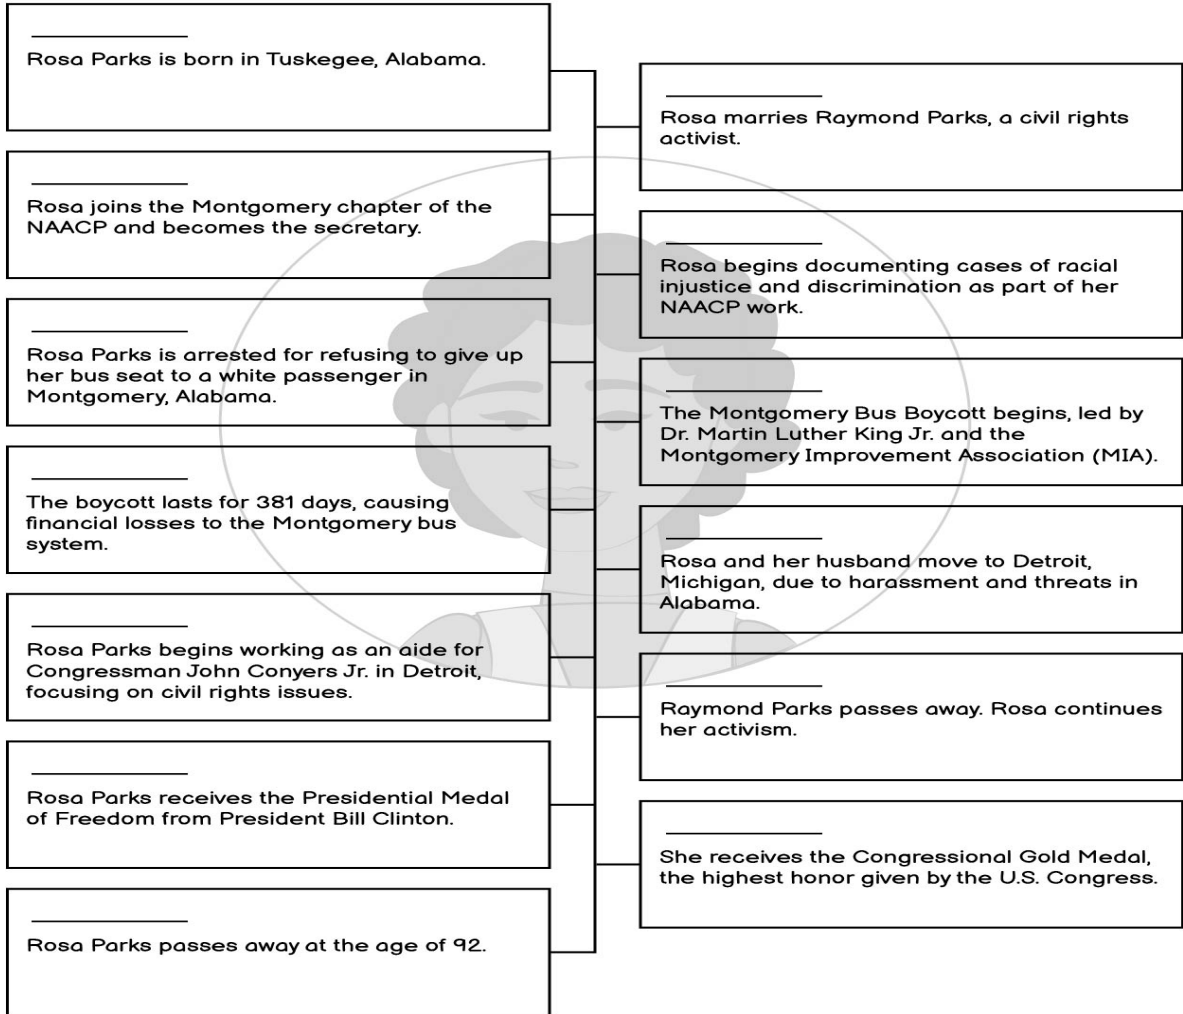 Rosa Parks is born in Tuskegee, Alabama.
Rosa marries Raymond Parks, a civil rights
activist.
Rosa joins the Montgomery chapter of the
NAACP and becomes the secretary.
Rosa begins documenting cases of racial
injustice and discrimination as part of her
NAACP work.
Rosa Parks is arrested for refusing to give up
her bus seat to a white passenger in
Montgomery, Alabama.
The Montgomery Bus Boycott begins, led by
Dr. Martin Luther King Jr. and the
Montgomery Improvement Association (MIA).
The boycott lasts for 381 days, causing
financial losses to the Montgomery bus
system.
Rosa and her husband move to Detroit,
Michigan, due to harassment and threats in
Alabama.
Rosa Parks begins working as an aide for
Congressman John Conyers Jr. in Detroit,
focusing on civil rights issues.
Raymond Parks passes away. Rosa continues
her activism.
Rosa Parks receives the Presidential Medal
of Freedom from President Bill Clinton.
She receives the Congressional Gold Medal,
the highest honor given by the U.S. Congress.
Rosa Parks passes away at the age of 92.